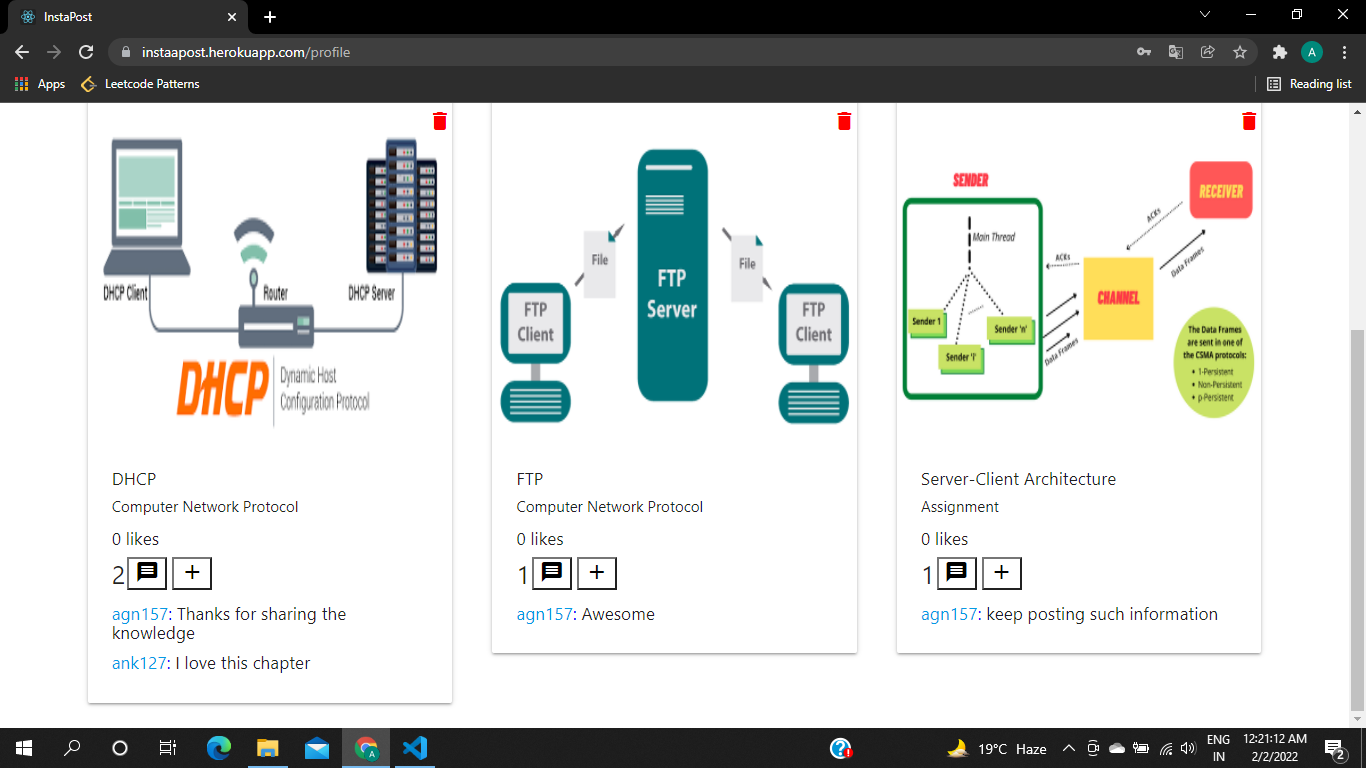 InstaPost
instaapost.herokuapp.com/profile
A
Apps
Leetcode Patterns
Reading list
DHCP Client
Router
DHCP Server
DHCP
Dynamic Host
Configuration Protocol
DHCP
Computer Network Protocol
0 likes
2
agn157: Thanks for sharing the
knowledge
ank127: I love this chapter
File
File
FTP
Server
FTP
Client
FTP
Client
FTP
Computer Network Protocol
0 likes
1
agn157: Awesome
SENDER
RECEIVER
Main Thread
ACKs
ACKs
Data Frames
CHANNEL
Sender 1
Sender 'n'
Sender 'i'
Data Frames
The Data Frames
are sent in one of
the CSMA protocols:
• 1-Persistent
• Non-Persistent
• p-Persistent
Server-Client Architecture
Assignment
0 likes
1
agn157: keep posting such information
A
19°C Haze
ENG
IN
12:21:12 AM
2/2/2022
2